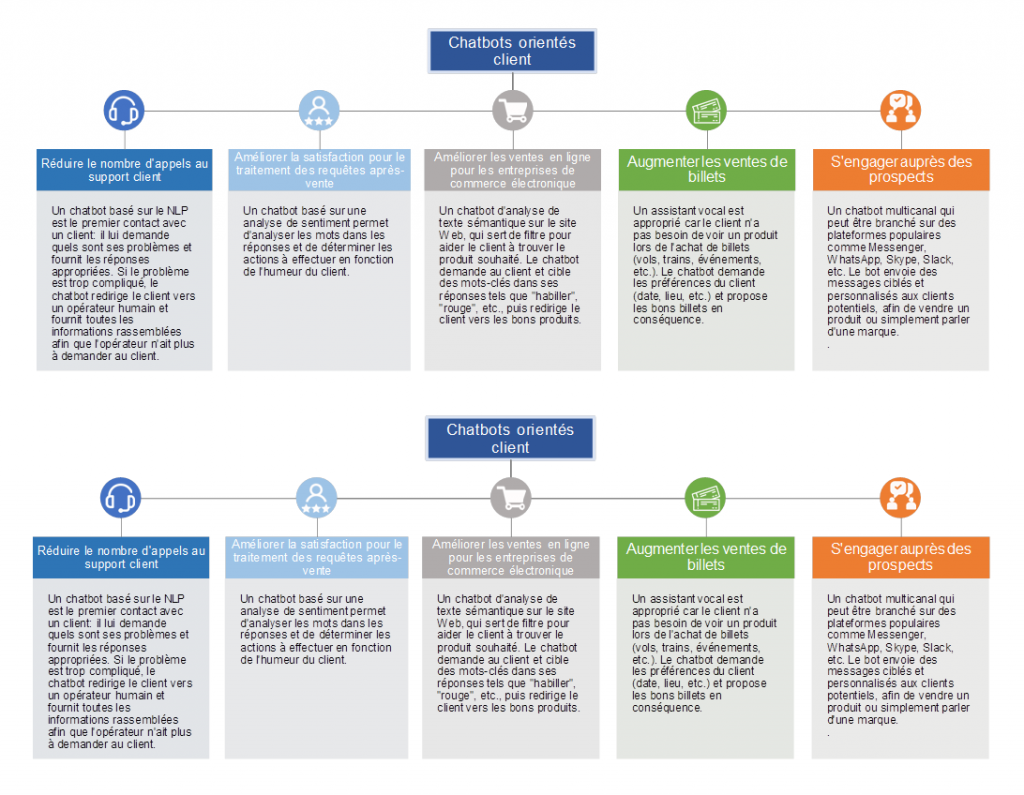 Chatbots orientés
client
Réduire le nombre d'appels au
support client
Un chatbot basé sur le NLP
est le premier contact avec
un client: il lui demande
quels sont ses problèmes et
fournit les réponses
appropriées. Si le problème
est trop compliqué, le
chatbot redirige le client vers
un opérateur humain et
fournit toutes les
informations rassemblées
afin que l'opérateur n'ait plus
à demander au client.
Améliorer la satisfaction pour le
traitement des requêtes après-
vente
Un chatbot basé sur une
analyse de sentiment permet
d'analyser les mots dans les
réponses et de déterminer les
actions à effectuer en fonction
de l'humeur du client.
Améliorer les ventes en ligne
pour les entreprises de
commerce électronique
Un chatbot d'analyse de
texte sémantique sur le site
Web, qui sert de filtre pour
aider le client à trouver le
produit souhaité. Le chatbot
demande au client et cible
des mots-clés dans ses
réponses tels que "habiller",
"rouge", etc., puis redirige le
client vers les bons produits.
Augmenter les ventes de
billets
Un assistant vocal est
approprié car le client n'a
pas besoin de voir un produit
lors de l'achat de billets
(vols, trains, événements,
etc.). Le chatbot demande
les préférences du client
(date, lieu, etc.) et propose
les bons billets en
conséquence.
S'engager auprès des
prospects
Un chatbot multicanal qui
peut être branché sur des
plateformes populaires
comme Messenger,
WhatsApp, Skype, Slack,
etc. Le bot envoie des
messages ciblés et
personnalisés aux clients
potentiels, afin de vendre un
produit ou simplement parler
d'une marque.
.
Chatbots orientés
client
Réduire le nombre d'appels au
support client
Un chatbot basé sur le NLP
est le premier contact avec
un client: il lui demande
quels sont ses problèmes et
fournit les réponses
appropriées. Si le problème
est trop compliqué, le
chatbot redirige le client vers
un opérateur humain et
fournit toutes les
informations rassemblées
afin que l'opérateur n'ait plus
à demander au client.
Améliorer la satisfaction pour le
traitement des requêtes après-
vente
Un chatbot basé sur une
analyse de sentiment permet
d'analyser les mots dans les
réponses et de déterminer les
actions à effectuer en fonction
de l'humeur du client.
Améliorer les ventes en ligne
pour les entreprises de
commerce électronique
Un chatbot d'analyse de
texte sémantique sur le site
Web, qui sert de filtre pour
aider le client à trouver le
produit souhaité. Le chatbot
demande au client et cible
des mots-clés dans ses
réponses tels que "habiller",
"rouge", etc., puis redirige le
client vers les bons produits.
Augmenter les ventes de
billets
Un assistant vocal est
approprié car le client n'a
pas besoin de voir un produit
lors de l'achat de billets
(vols, trains, événements,
etc.). Le chatbot demande
les préférences du client
(date, lieu, etc.) et propose
les bons billets en
conséquence.
S'engager auprès des
prospects
Un chatbot multicanal qui
peut être branché sur des
plateformes populaires
comme Messenger,
WhatsApp, Skype, Slack,
etc. Le bot envoie des
messages ciblés et
personnalisés aux clients
potentiels, afin de vendre un
produit ou simplement parler
d'une marque.
.